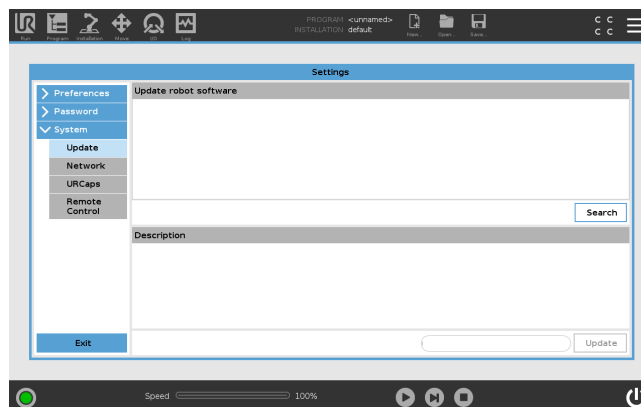 PROGRAM <unnamed>
INSTALLATION default
Run Program Installation Move I/O Log New... Open... Save...
C C
C C
Settings
Preferences
Password
System
Update
Network
URCaps
Remote
Control
Exit
Update robot software
Search
Description
Update
Speed 100%